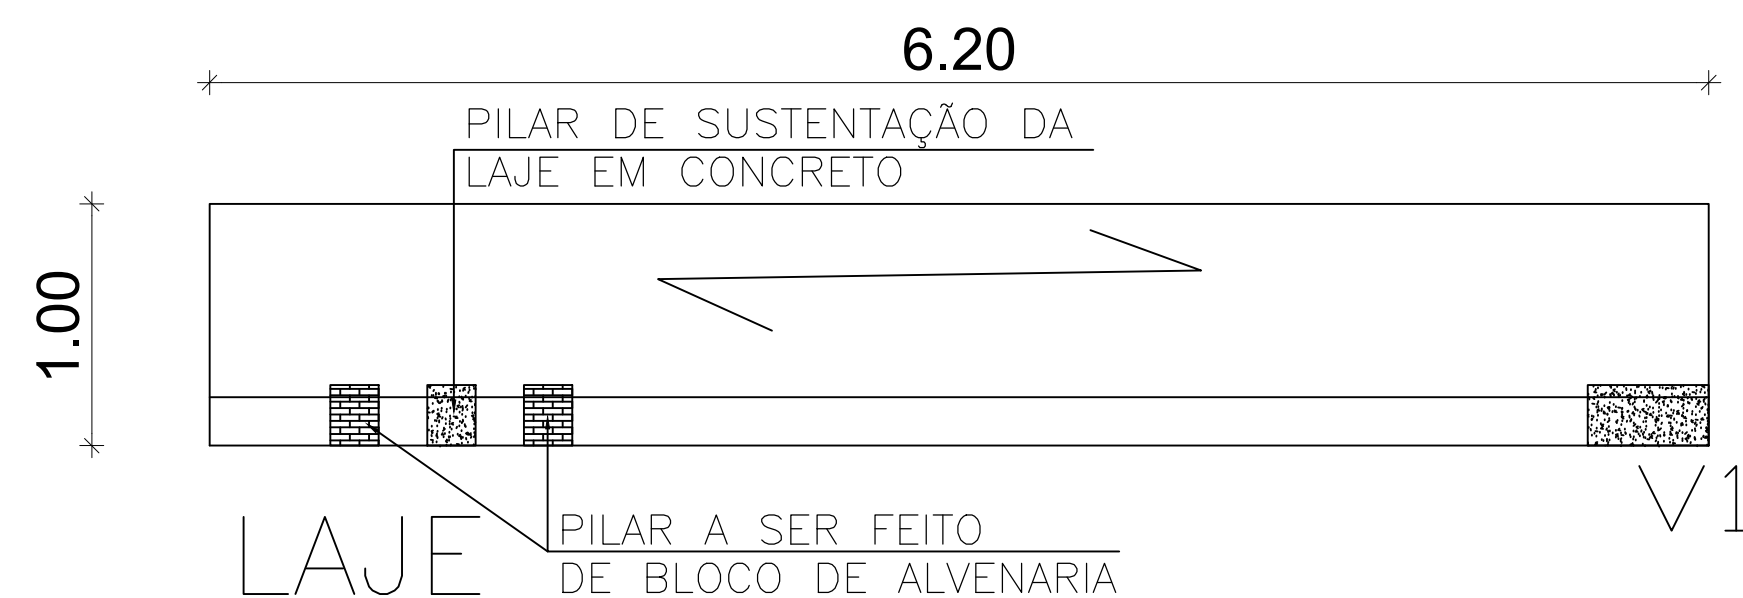 6.20
PILAR DE SUSTENTAÇÃO DA
LAJE EM CONCRETO
1.00
V1
LAJE
PILAR A SER FEITO
DE BLOCO DE ALVENARIA